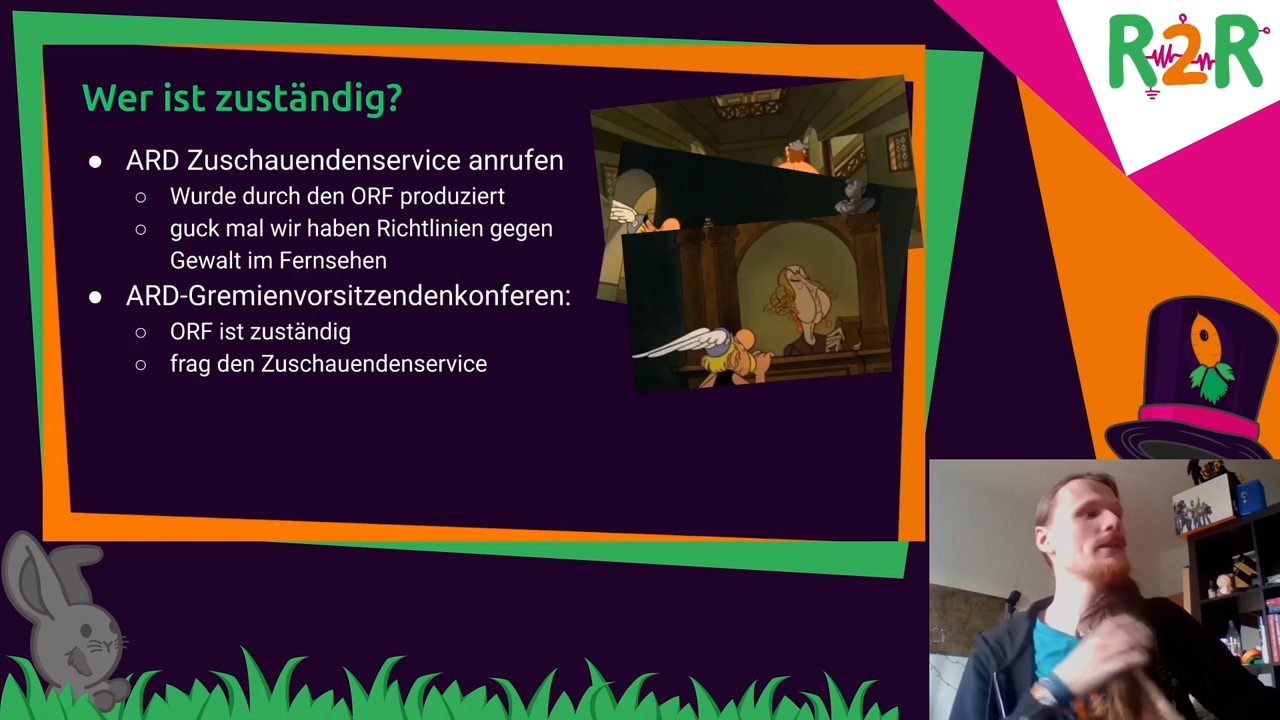 R2R
Wer ist zuständig?
● ARD Zuschauendenservice anrufen
○ Wurde durch den ORF produziert
○ guck mal wir haben Richtlinien gegen
Gewalt im Fernsehen
● ARD-Gremienvorsitzendenkonferen:
○ ORF ist zuständig
○ frag den Zuschauendenservice